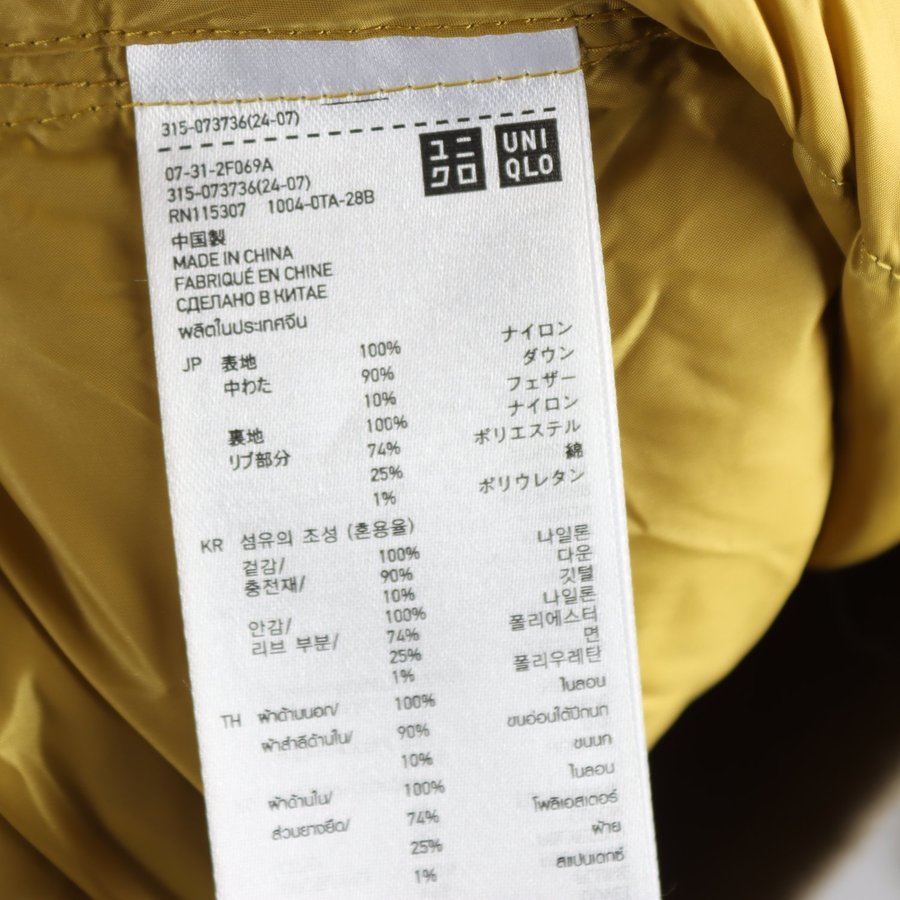 315-073736(24-07)
ユニクロ
UNIQLO
07-31-2F069A
315-073736(24-07)
RN115307 1004-0TA-28B
中国製
MADE IN CHINA
FABRIQUÉ EN CHINE
СДЕЛАНО В КИТАЕ
ผลิตในประเทศจีน
JP 表地 100% ナイロン
中わた 90% ダウン
10% フェザー
裏地 100% ナイロン
リブ部分 74% ポリエステル
25% 綿
1% ポリウレタン
KR 섬유의 조성 (혼용율)
겉감/ 100% 나일론
충전재/ 90% 다운
10% 깃털
안감/ 100% 나일론
리브 부분/ 74% 폴리에스터
25% 면
1% 폴리우레탄
TH ผ้าด้านนอก/ 100% ไนลอน
ผ้าสำลีด้านใน/ 90% ขนอ่อนใต้ปีกนก
10% ขนนก
ผ้าด้านใน/ 100% ไนลอน
ส่วนยางยืด/ 74% โพลิเอสเตอร์
25% ฝ้าย
1% สแปนเดกซ์